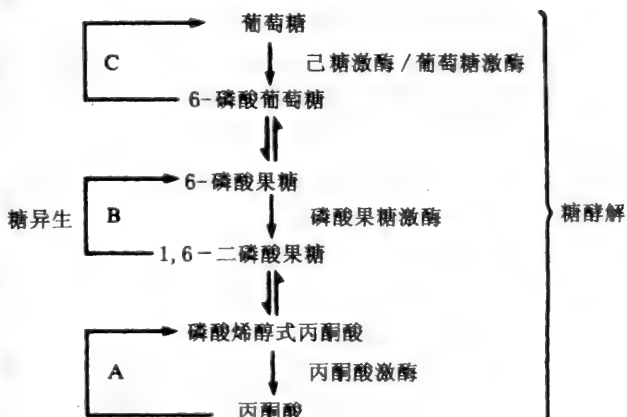 葡萄糖
C
己糖激酶/葡萄糖激酶
6-磷酸葡萄糖
6-磷酸果糖
糖异生
B
磷酸果糖激酶
糖酵解
1,6-二磷酸果糖
磷酸烯醇式丙酮酸
A
丙酮酸激酶
丙酮酸